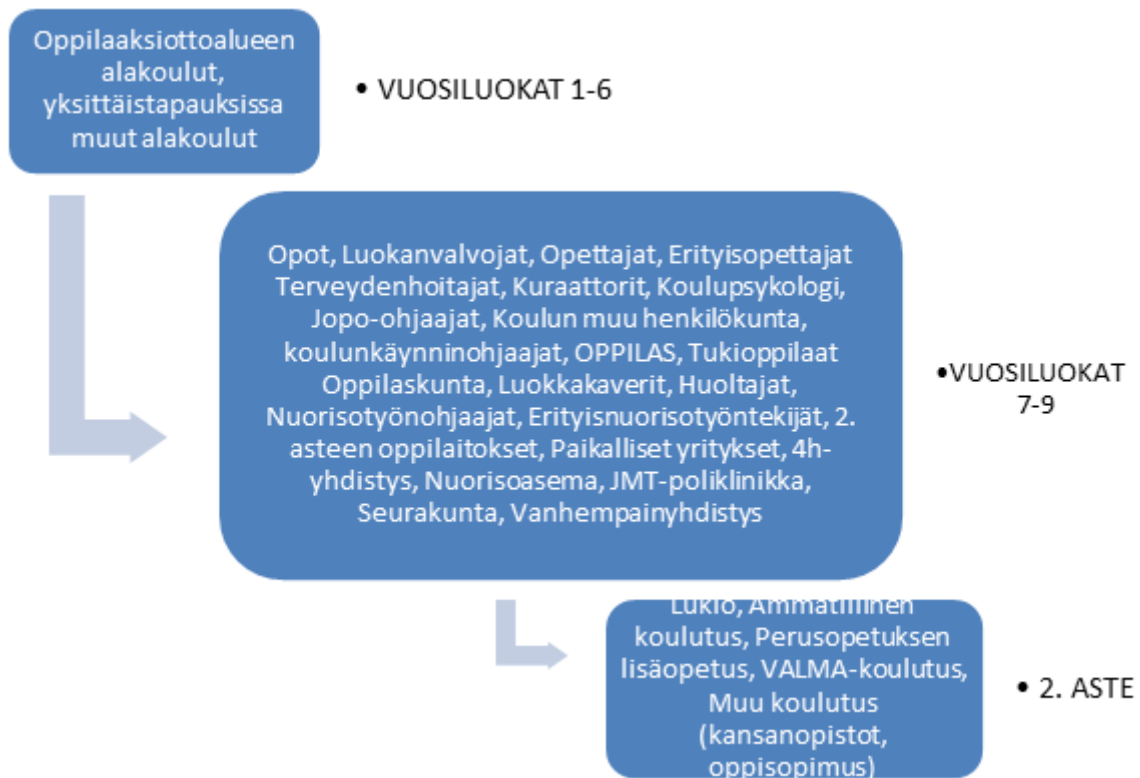 Oppilaaksiottoalueen
alakoulut,
yksittäistapauksissa
muut alakoulut
• VUOSILUOKAT 1-6
Opot, Luokanvalvojat, Opettajat, Erityisopettajat
Terveydenhoitajat, Kuraattorit, Koulupsykologi,
Jopo-ohjaajat, Koulun muu henkilökunta,
koulunkäynninohjaajat, OPPILAS, Tukioppilaat
Oppilaskunta, Luokkakaverit, Huoltajat,
Nuorisotyönohjaajat, Erityisnuorisotyöntekijät, 2.
asteen oppilaitokset, Paikalliset yritykset, 4h-
yhdistys, Nuorisoasema, JMT-poliklinikka,
Seurakunta, Vanhempainyhdistys
•VUOSILUOKAT
7-9
Lukio, Ammatillinen
koulutus, Perusopetuksen
lisäopetus, VALMA-koulutus,
Muu koulutus
(kansanopistot,
oppisopimus)
• 2. ASTE